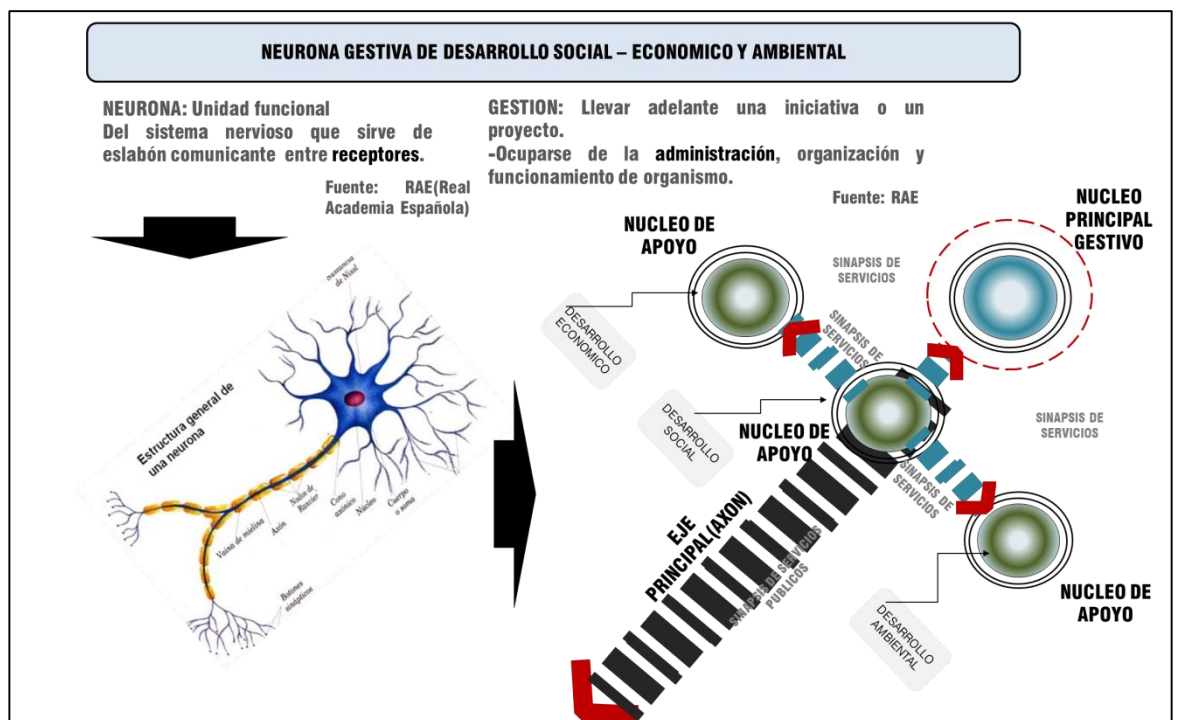 NEURONA GESTIVA DE DESARROLLO SOCIAL – ECONOMICO Y AMBIENTAL
NEURONA: Unidad funcional
Del sistema nervioso que sirve de
eslabón comunicante entre receptores.
Fuente: RAE(Real
Academia Española)
GESTION: Llevar adelante una iniciativa o un
proyecto.
-Ocuparse de la administración, organización y
funcionamiento de organismo.
Fuente: RAE
Estructura general de
una neurona
Sustancia
de Nissl
Cuerpo
o soma
Núcleo
Cono
axónico
Nodos de
Ranvier
Axón
Vaina de mielina
Botones
sinápticos
NUCLEO DE
APOYO
SINAPSIS DE
SERVICIOS
NUCLEO
PRINCIPAL
GESTIVO
DESARROLLO
ECONOMICO
SINAPSIS DE
SERVICIOS
DESARROLLO
SOCIAL
NUCLEO DE
APOYO
SINAPSIS DE
SERVICIOS
SINAPSIS DE
SERVICIOS
EJE
PRINCIPAL(AXON)
SINAPSIS DE SERVICIOS
PUBLICOS
DESARROLLO
AMBIENTAL
NUCLEO DE
APOYO